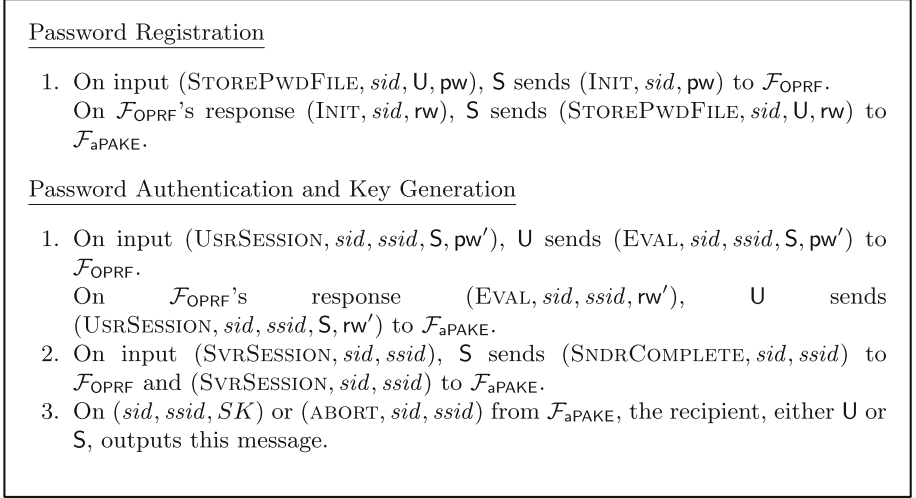 Password Registration
1. On input (STOREPWDFILE, sid, U, pw), S sends (INIT, sid, pw) to F_OPRF.
On F_OPRF's response (INIT, sid, rw), S sends (STOREPWDFILE, sid, U, rw) to
F_aPAKE.
Password Authentication and Key Generation
1. On input (USRSESSION, sid, ssid, S, pw′), U sends (EVAL, sid, ssid, S, pw′) to
F_OPRF.
On F_OPRF's response (EVAL, sid, ssid, rw′), U sends
(USRSESSION, sid, ssid, S, rw′) to F_aPAKE.
2. On input (SVRSESSION, sid, ssid), S sends (SNDRCOMPLETE, sid, ssid) to
F_OPRF and (SVRSESSION, sid, ssid) to F_aPAKE.
3. On (sid, ssid, SK) or (ABORT, sid, ssid) from F_aPAKE, the recipient, either U or
S, outputs this message.